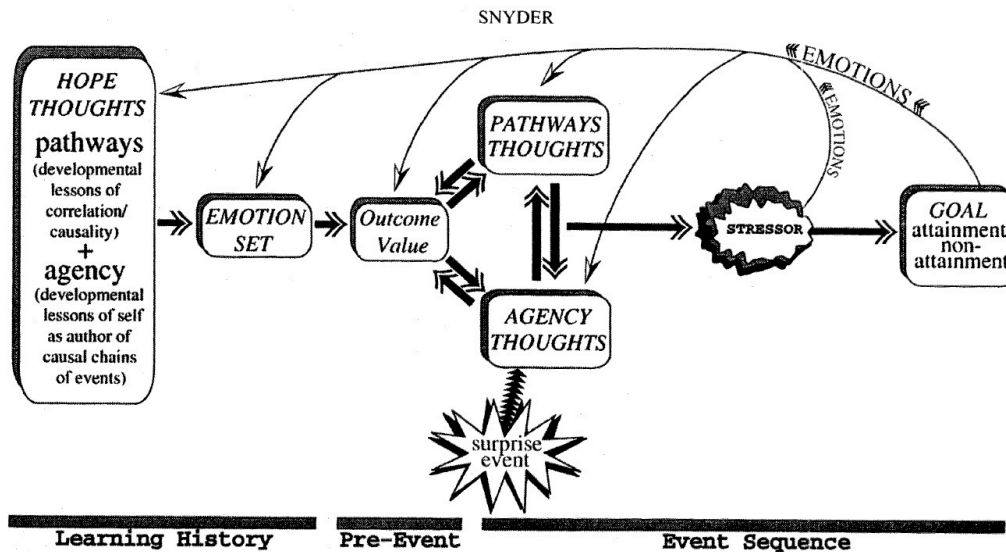 SNYDER
HOPE
THOUGHTS
pathways
(developmental
lessons of
correlation/
causality)
+
agency
(developmental
lessons of self
as author of
causal chains
of events)
EMOTION
SET
Outcome
Value
PATHWAYS
THOUGHTS
AGENCY
THOUGHTS
surprise
event
STRESSOR
EMOTIONS
EMOTIONS
GOAL
attainment
non-
attainment
Learning History
Pre-Event
Event Sequence